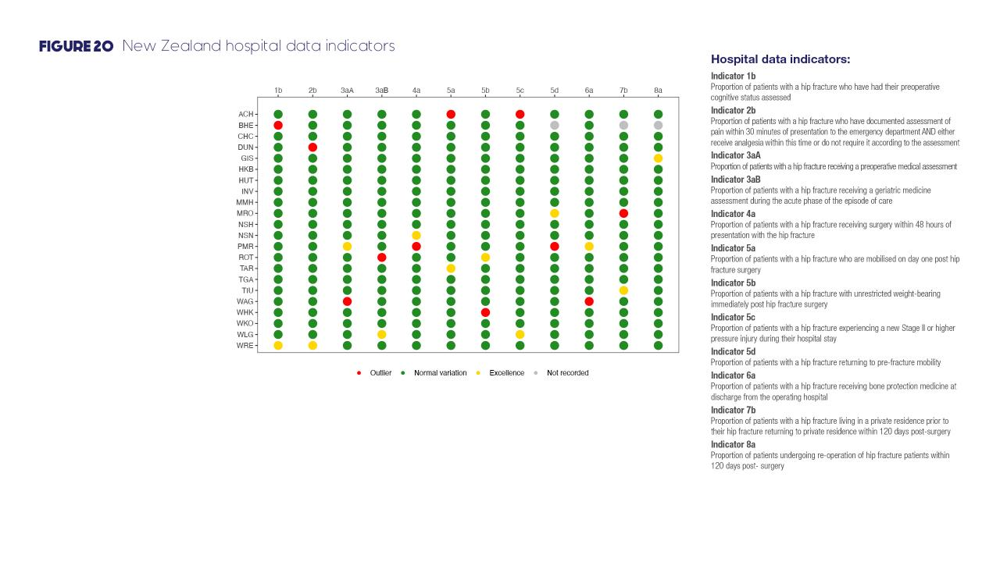 FIGURE 20 New Zealand hospital data indicators
1b 2b 3aA 3aB 4a 5a 5b 5c 5d 6a 7b 8a
ACH
BHE
CHC
DUN
GIS
HKB
HUT
INV
MMH
MRO
NSH
NSN
PMR
ROT
TAR
TGA
TIU
WAG
WHK
WKO
WLG
WRE
Outlier Normal variation Excellence Not recorded
Hospital data indicators:
Indicator 1b
Proportion of patients with a hip fracture who have had their preoperative
cognitive status assessed
Indicator 2b
Proportion of patients with a hip fracture who have documented assessment of
pain within 30 minutes of presentation to the emergency department AND either
receive analgesia within this time or do not require it according to the assessment
Indicator 3aA
Proportion of patients with a hip fracture receiving a preoperative medical assessment
Indicator 3aB
Proportion of patients with a hip fracture receiving a geriatric medicine
assessment during the acute phase of the episode of care
Indicator 4a
Proportion of patients with a hip fracture receiving surgery within 48 hours of
presentation with the hip fracture
Indicator 5a
Proportion of patients with a hip fracture who are mobilised on day one post hip
fracture surgery
Indicator 5b
Proportion of patients with a hip fracture with unrestricted weight-bearing
immediately post hip fracture surgery
Indicator 5c
Proportion of patients with a hip fracture experiencing a new Stage II or higher
pressure injury during their hospital stay
Indicator 5d
Proportion of patients with a hip fracture returning to pre-fracture mobility
Indicator 6a
Proportion of patients with a hip fracture receiving bone protection medicine at
discharge from the operating hospital
Indicator 7b
Proportion of patients with a hip fracture living in a private residence prior to
their hip fracture returning to private residence within 120 days post-surgery
Indicator 8a
Proportion of patients undergoing re-operation of hip fracture patients within
120 days post- surgery